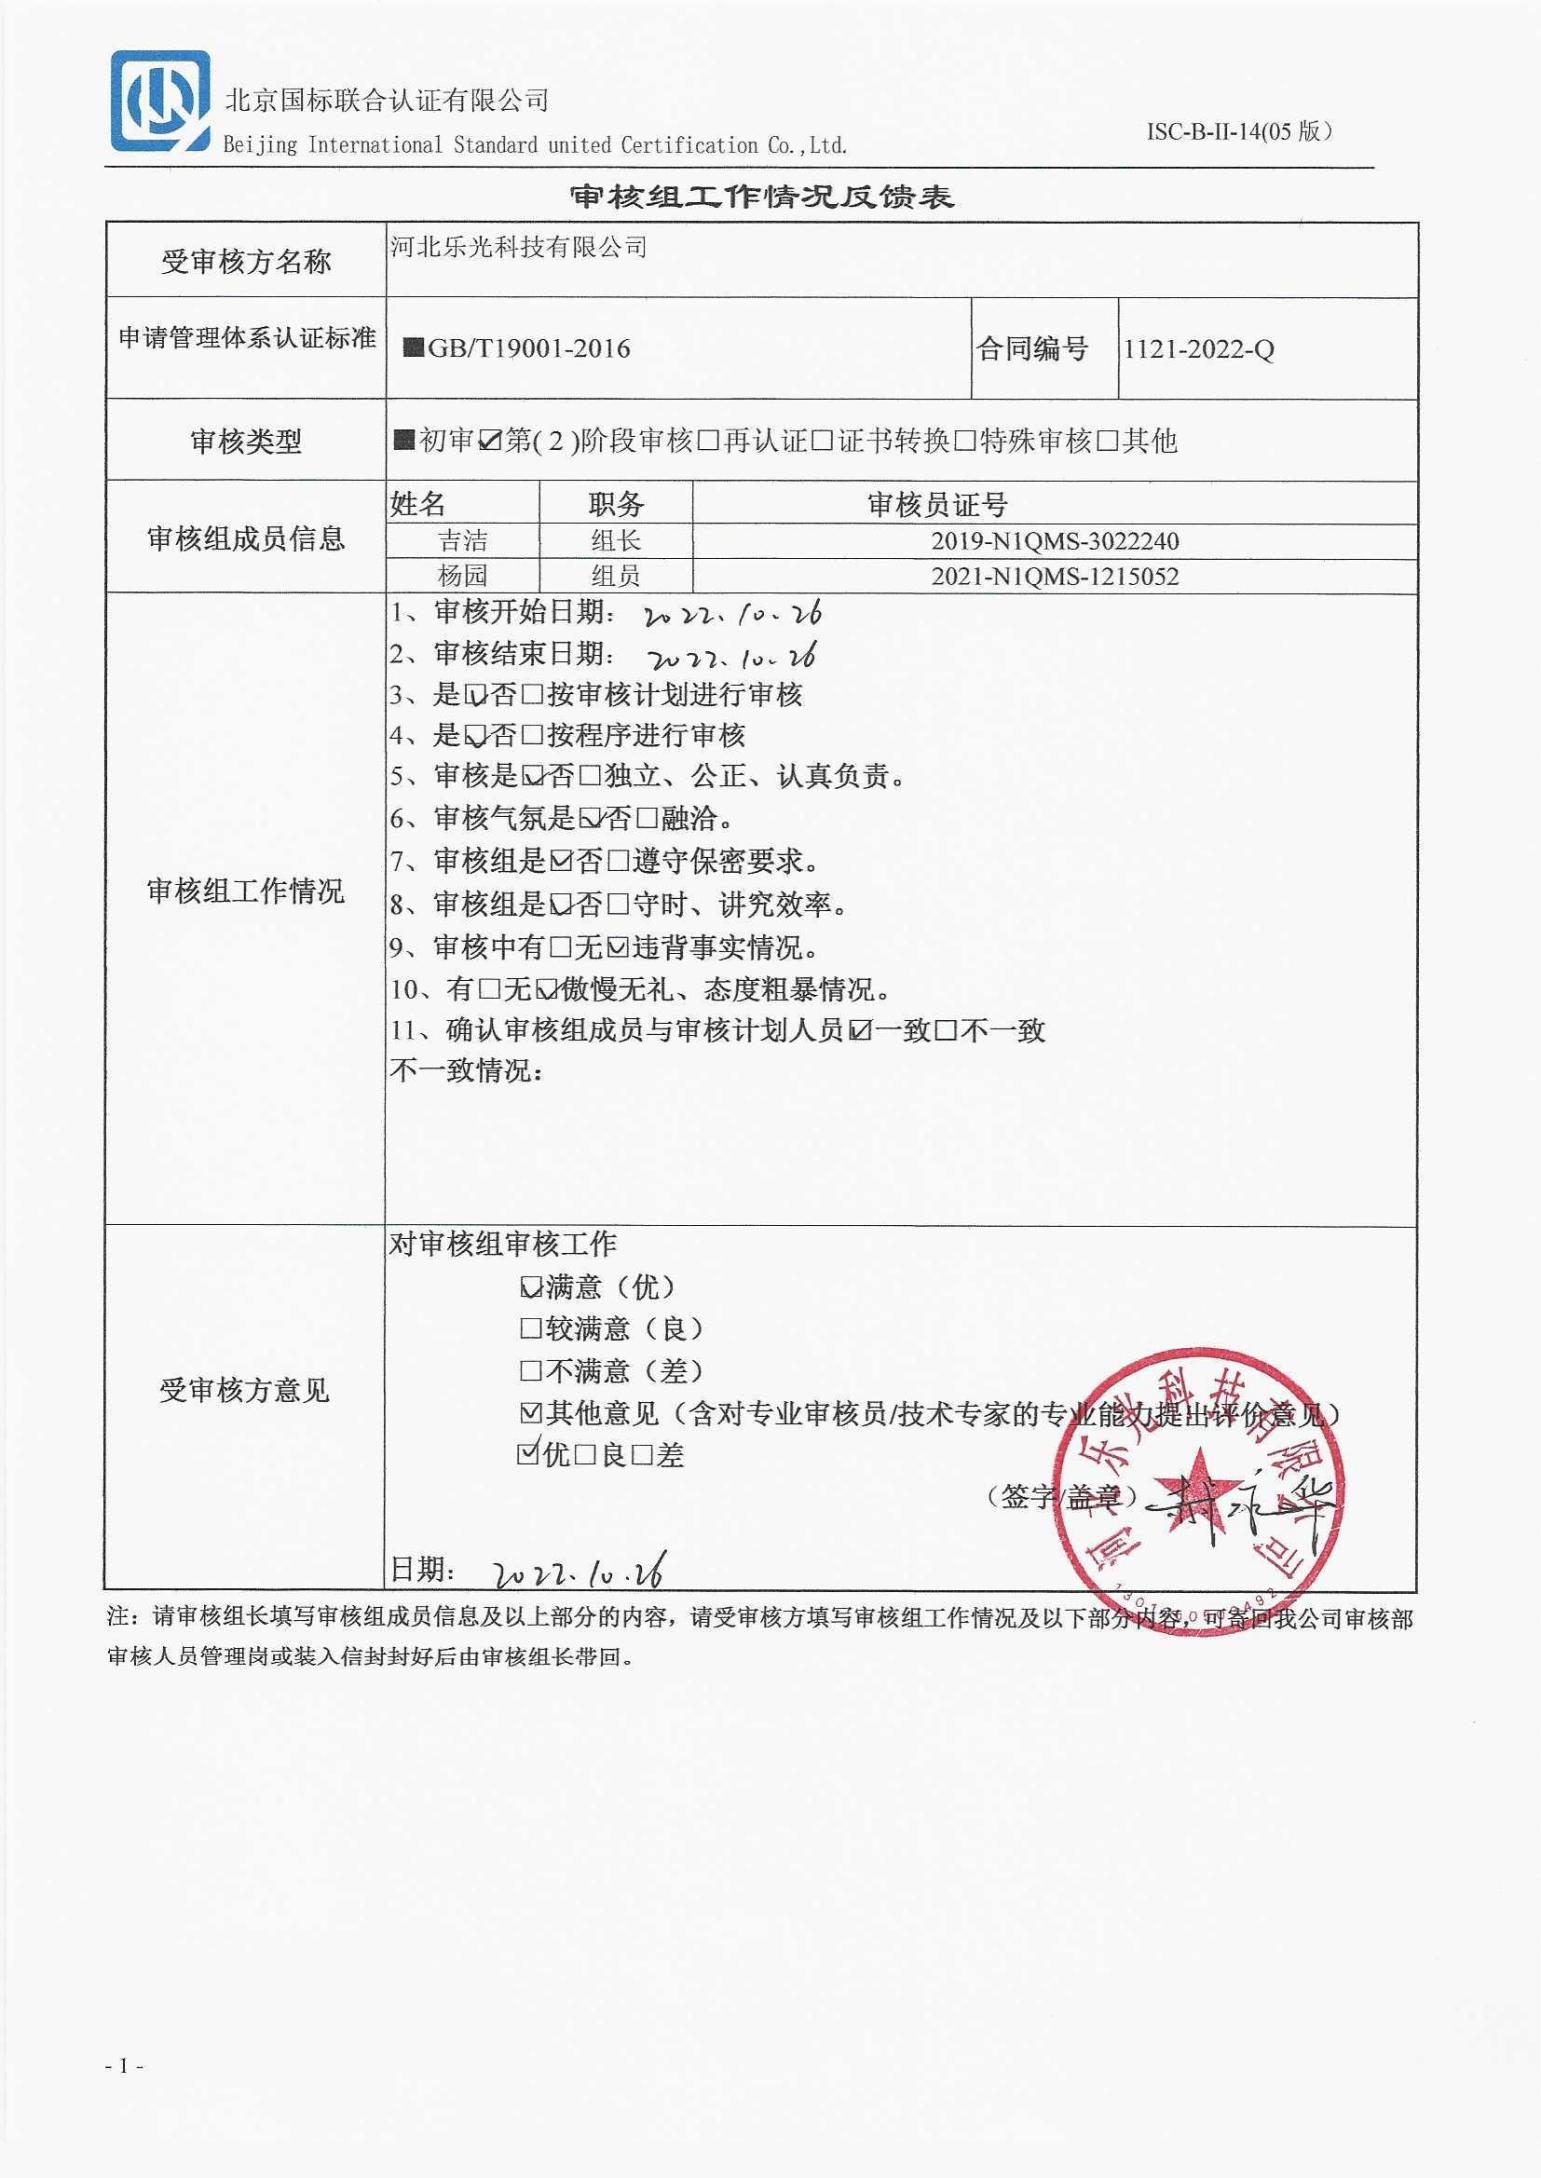 北京国标联合认证有限公司
Beijing International Standard united Certification Co.,Ltd.
ISC-B-II-14(05 版）
审核组工作情况反馈表
受审核方名称 河北乐光科技有限公司
申请管理体系认证标准 ■GB/T19001-2016 合同编号 1121-2022-Q
审核类型 ■初审☑第( 2 )阶段审核□再认证□证书转换□特殊审核□其他
审核组成员信息
姓名 职务 审核员证号
吉洁 组长 2019-N1QMS-3022240
杨园 组员 2021-N1QMS-1215052
审核组工作情况
1、审核开始日期： 2022.10.26
2、审核结束日期： 2022.10.26
3、是☑否□按审核计划进行审核
4、是☑否□按程序进行审核
5、审核是☑否□独立、公正、认真负责。
6、审核气氛是☑否□融洽。
7、审核组是☑否□遵守保密要求。
8、审核组是☑否□守时、讲究效率。
9、审核中有□无☑违背事实情况。
10、有□无☑傲慢无礼、态度粗暴情况。
11、确认审核组成员与审核计划人员☑一致□不一致
不一致情况：
受审核方意见
对审核组审核工作
☑满意（优）
□较满意（良）
□不满意（差）
☑其他意见（含对专业审核员/技术专家的专业能力提出评价意见）
☑优□良□差
（签字/盖章）
河北乐光科技有限公司
日期： 2022.10.26
注：请审核组长填写审核组成员信息及以上部分的内容，请受审核方填写审核组工作情况及以下部分内容，可寄回我公司审核部
审核人员管理岗或装入信封封好后由审核组长带回。
- 1 -